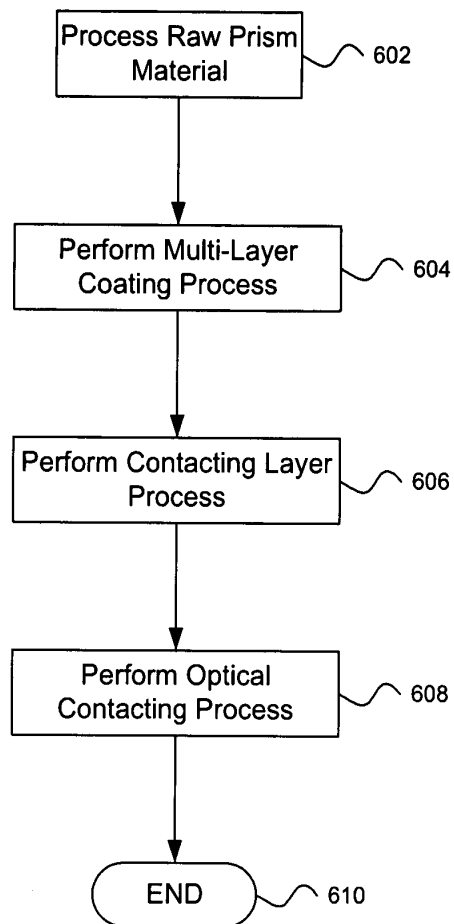 Process Raw Prism
Material
602
Perform Multi-Layer
Coating Process
604
Perform Contacting Layer
Process
606
Perform Optical
Contacting Process
608
END
610